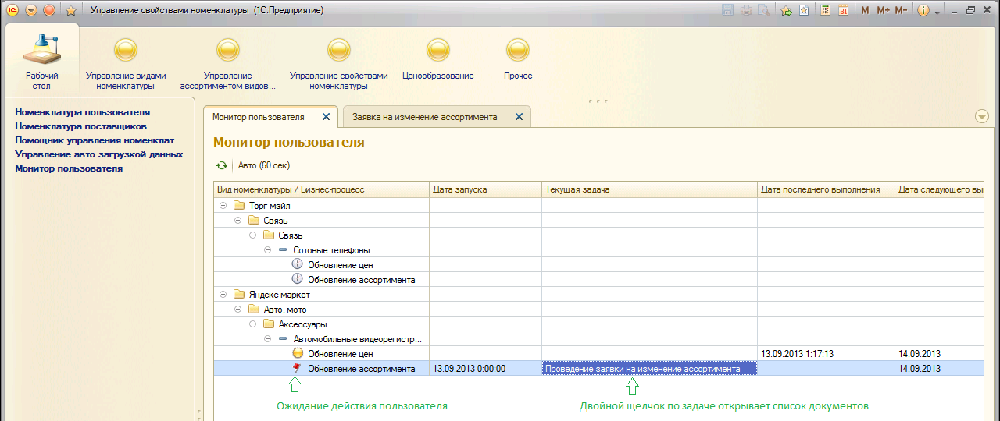 Управление свойствами номенклатуры (1С:Предприятие)
31 M M+ M-
Рабочий
стол
Управление видами
номенклатуры
Управление
ассортиментом видов...
Управление свойствами
номенклатуры
Ценообразование
Прочее
Номенклатура пользователя
Номенклатура поставщиков
Помощник управления номенклат...
Управление авто загрузкой данных
Монитор пользователя
Монитор пользователя
Заявка на изменение ассортимента
Монитор пользователя
Авто (60 сек)
Вид номенклатуры / Бизнес-процесс Дата запуска Текущая задача Дата последнего выполнения Дата следующего вы
Торг мэйл
Связь
Связь
Сотовые телефоны
Обновление цен
Обновление ассортимента
Яндекс маркет
Авто, мото
Аксессуары
Автомобильные видеорегистр...
Обновление цен 13.09.2013 1:17:13 14.09.2013
Обновление ассортимента 13.09.2013 0:00:00 Проведение заявки на изменение ассортимента 14.09.2013
Ожидание действия пользователя
Двойной щелчок по задаче открывает список документов